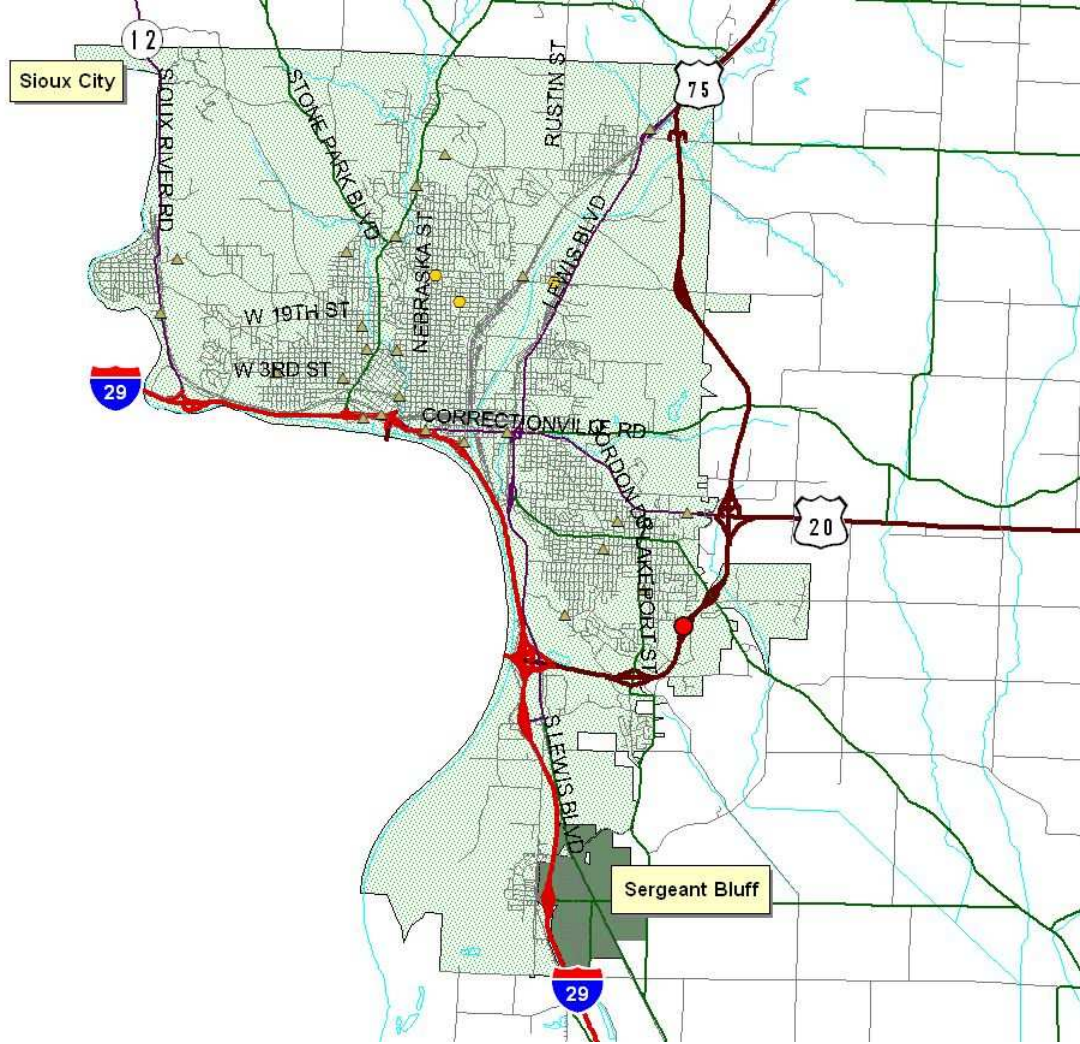 12
Sioux City
SIOUX RIVER RD
STONE PARK BLVD
RUSTIN ST
75
NEBRASKA ST
LEWIS BLVD
W 19TH ST
W 3RD ST
29
CORRECTIONVILLE RD
GORDON DR
20
S LAKEPORT ST
S LEWIS BLVD
Sergeant Bluff
29